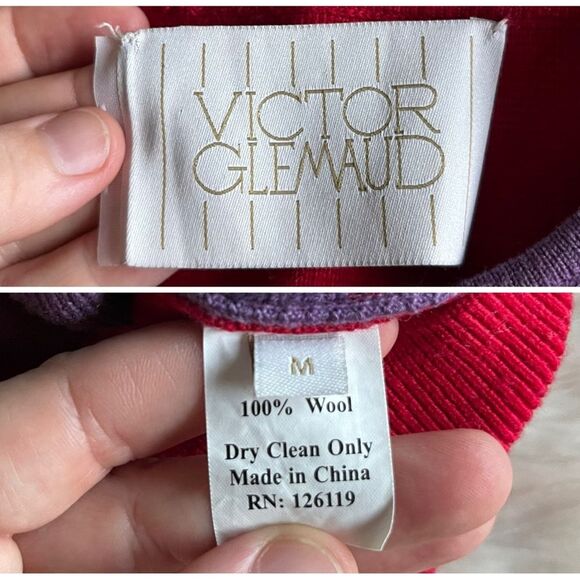 VICTOR
GLEMAUD
M
100% Wool
Dry Clean Only
Made in China
RN: 126119